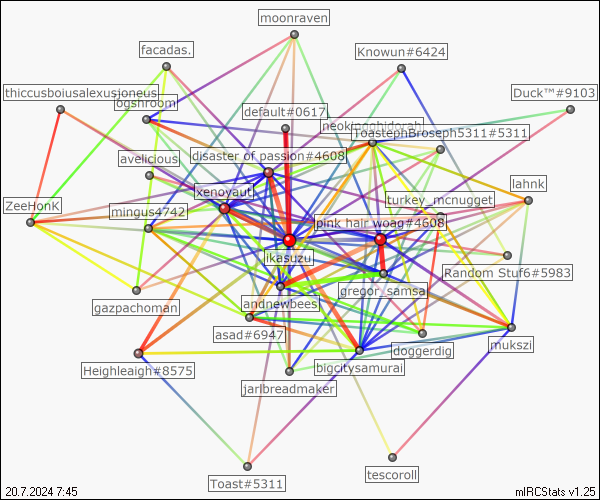 moonraven
facadas.
Knowun#6424
thiccusboiusalexusjoneus
Duck™#9103
ogshroom
default#0617
ToastephBroseph5311#5311
avelicious
disaster of passion#4608
xenoyaut
turkey_mcnugget
lahnk
ZeeHonk
mingus4742
pink hair woag#4608
ikasuzu
Random Stuf6#5983
gregor_samsa
gazpachoman
andnewbees
asad#6947
doggerdig
mukszi
Heighleaigh#8575
bigcitysamurai
jarlbreadmaker
Toast#5311
tescoroll
20.7.2024 7:45
mIRCStats v1.25